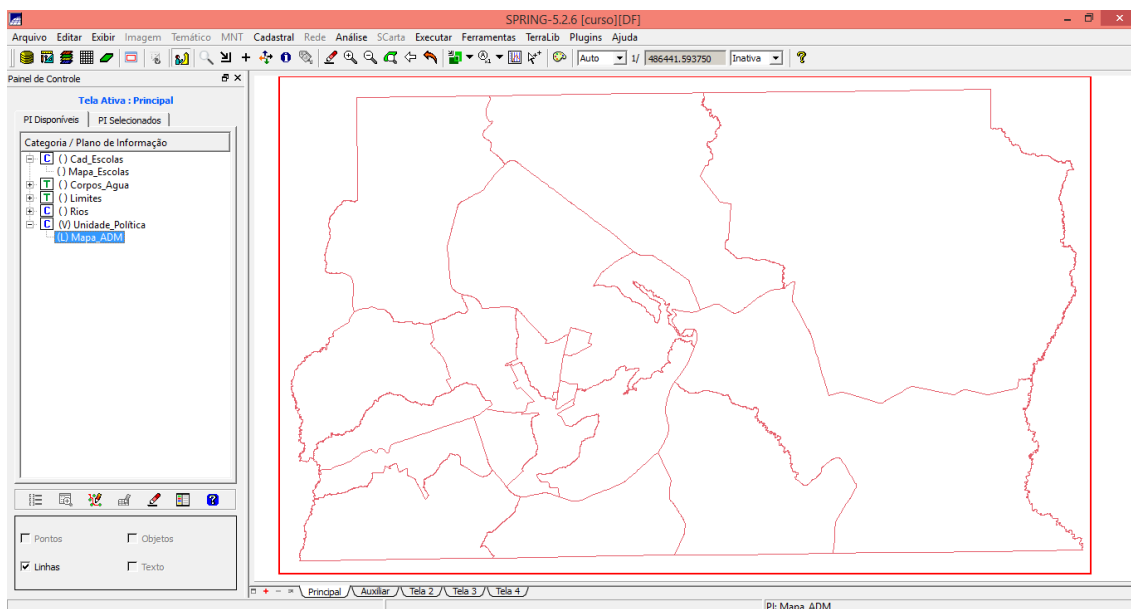 SPRING-5.2.6 [curso][DF]
Arquivo Editar Exibir Imagem Temático MNT Cadastral Rede Análise SCarta Executar Ferramentas TerraLib Plugins Ajuda
Auto 1/ 486441.593750 Inativa
Painel de Controle
Tela Ativa : Principal
PI Disponíveis PI Selecionados
Categoria / Plano de Informação
C () Cad_Escolas
() Mapa_Escolas
T () Corpos_Agua
T () Limites
C () Rios
C (V) Unidade_Política
(L) Mapa_ADM
Pontos Objetos
Linhas Texto
Principal Auxiliar Tela 2 Tela 3 Tela 4
PI: Mapa_ADM